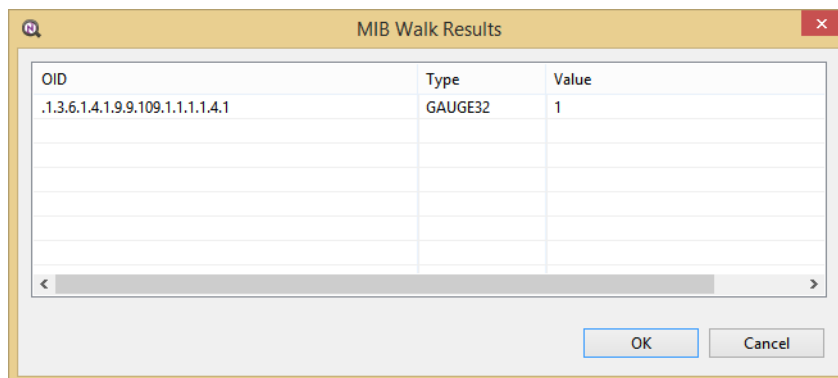 MIB Walk Results
OID Type Value
.1.3.6.1.4.1.9.9.109.1.1.1.1.4.1 GAUGE32 1
OK Cancel